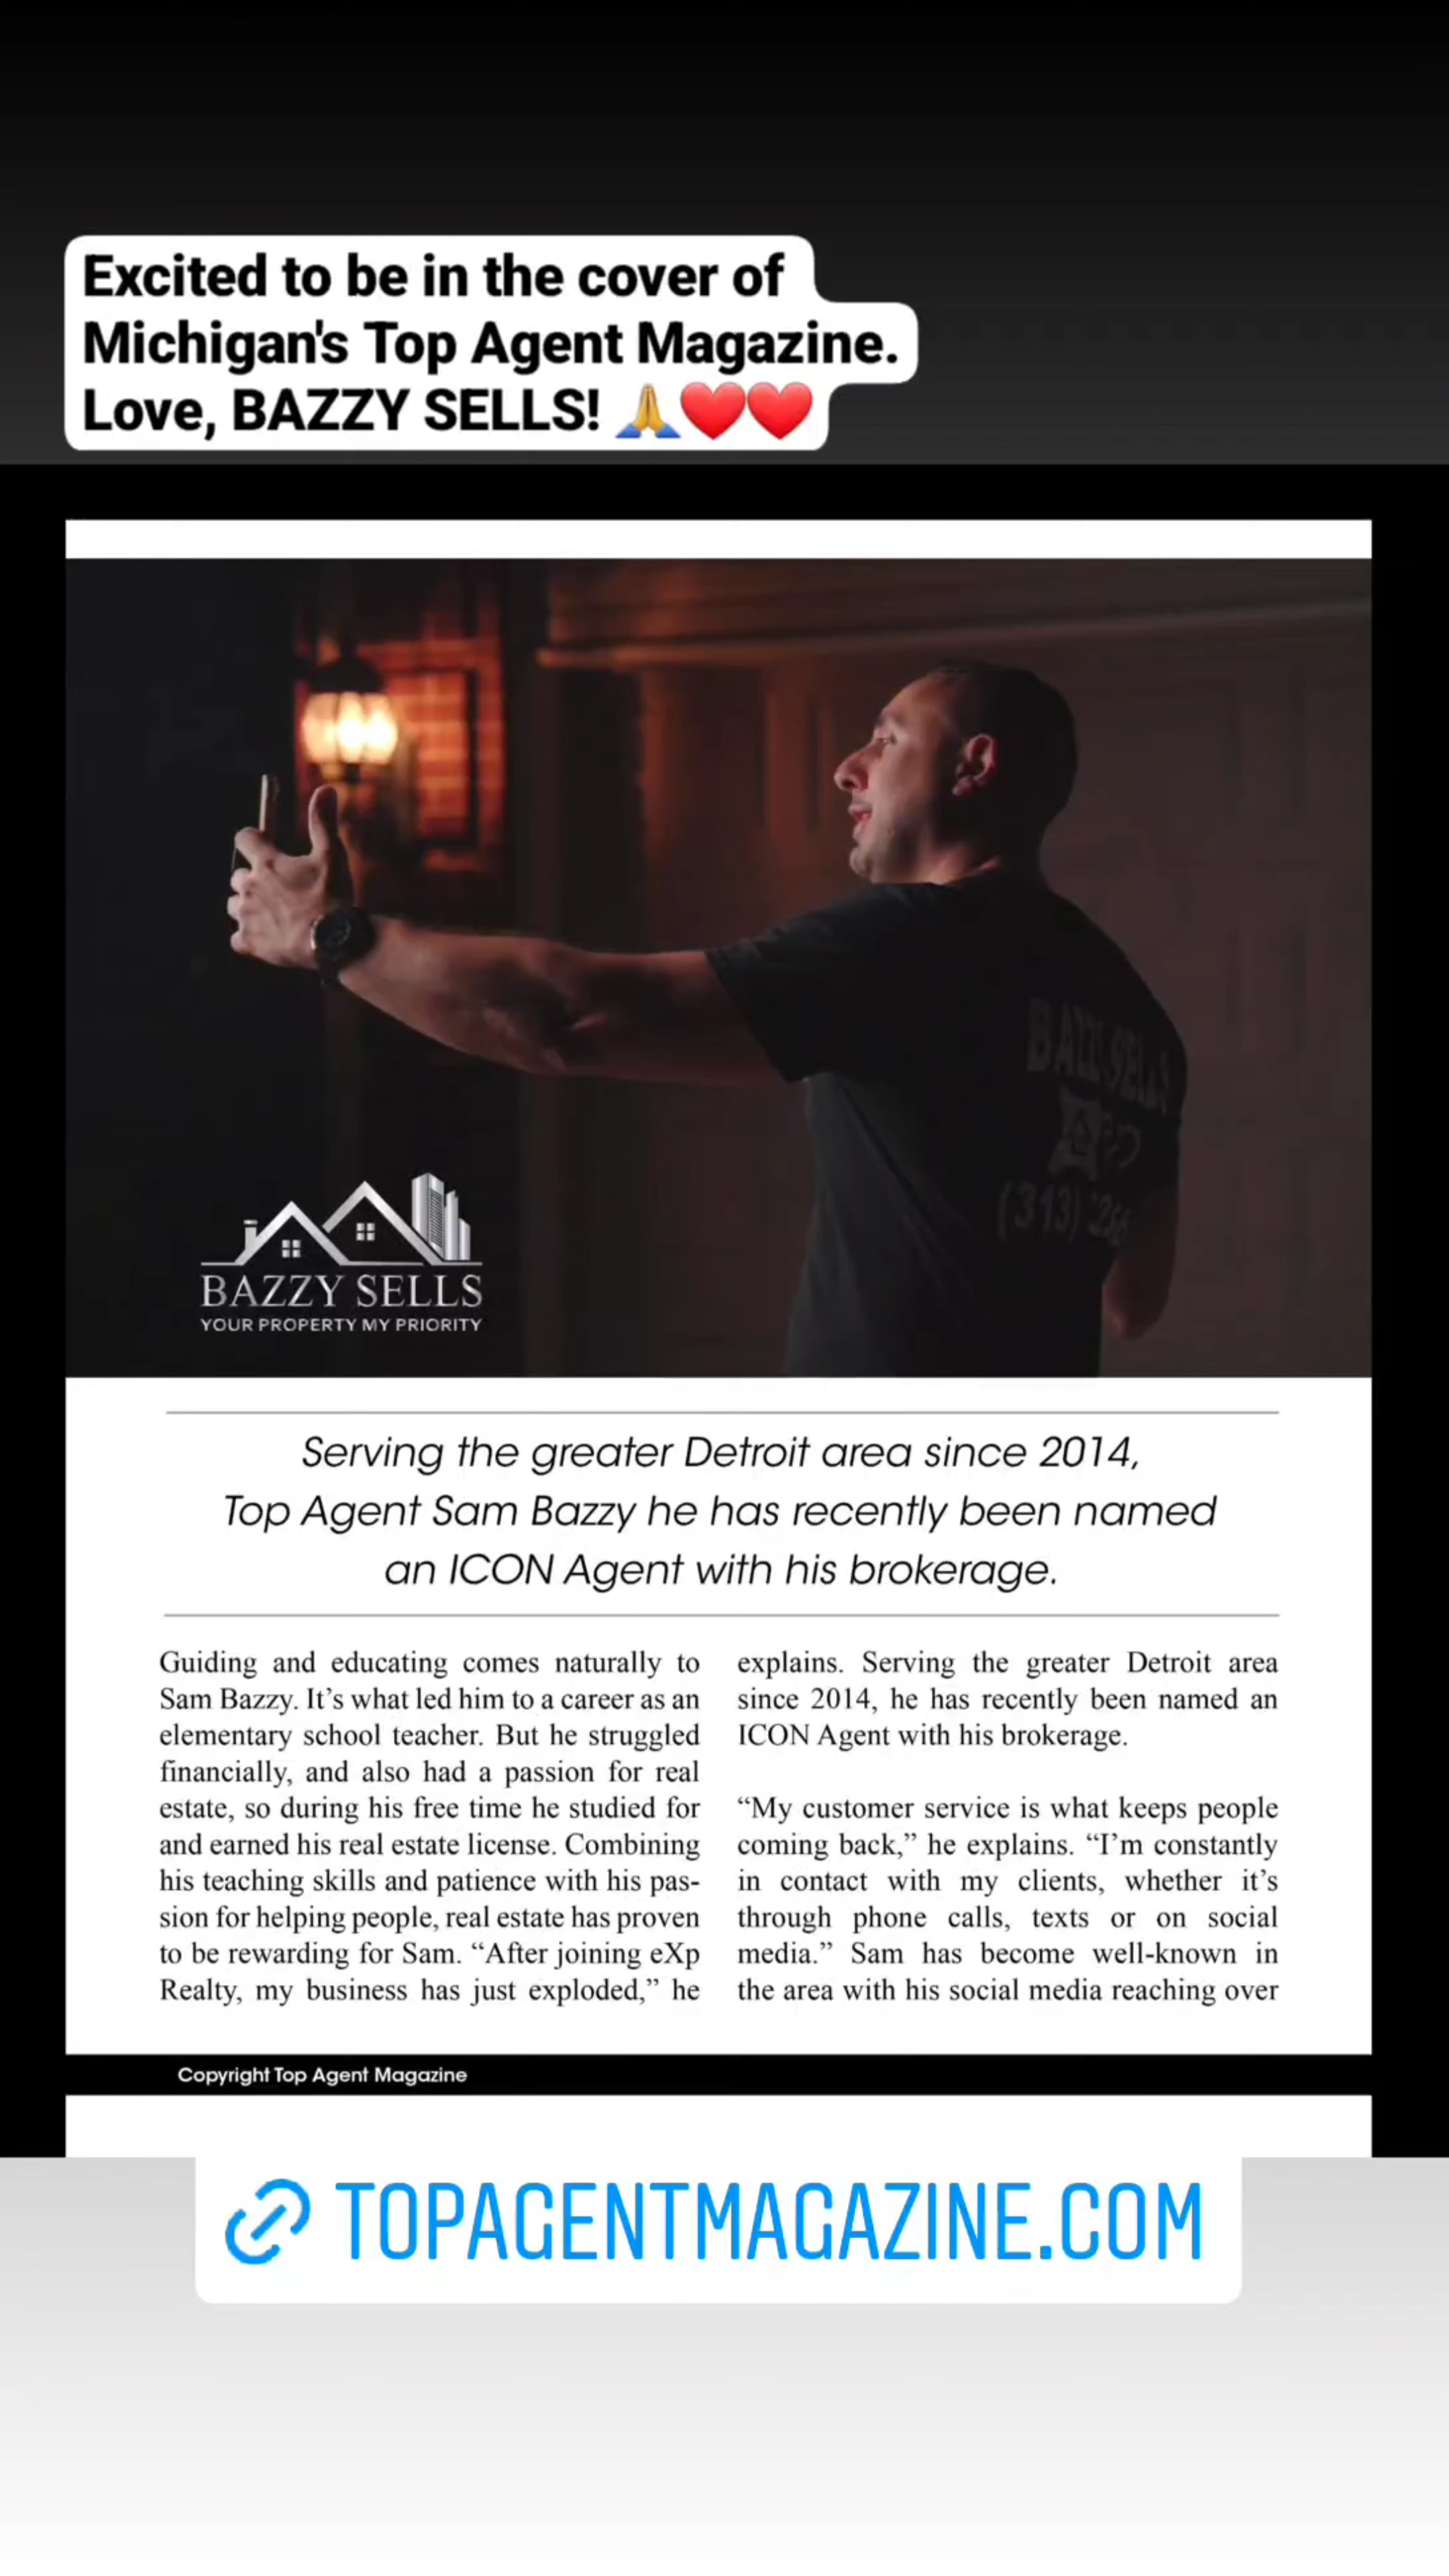 Excited to be in the cover of
Michigan's Top Agent Magazine.
Love, BAZZY SELLS! 🙏❤️❤️
(313)
BAZZY SELLS
YOUR PROPERTY MY PRIORITY
Serving the greater Detroit area since 2014,
Top Agent Sam Bazzy he has recently been named
an ICON Agent with his brokerage.
Guiding and educating comes naturally to
Sam Bazzy. It’s what led him to a career as an
elementary school teacher. But he struggled
financially, and also had a passion for real
estate, so during his free time he studied for
and earned his real estate license. Combining
his teaching skills and patience with his pas-
sion for helping people, real estate has proven
to be rewarding for Sam. “After joining eXp
Realty, my business has just exploded,” he
explains. Serving the greater Detroit area
since 2014, he has recently been named an
ICON Agent with his brokerage.
“My customer service is what keeps people
coming back,” he explains. “I’m constantly
in contact with my clients, whether it’s
through phone calls, texts or on social
media.” Sam has become well-known in
the area with his social media reaching over
Copyright Top Agent Magazine
TOPAGENTMAGAZINE.COM